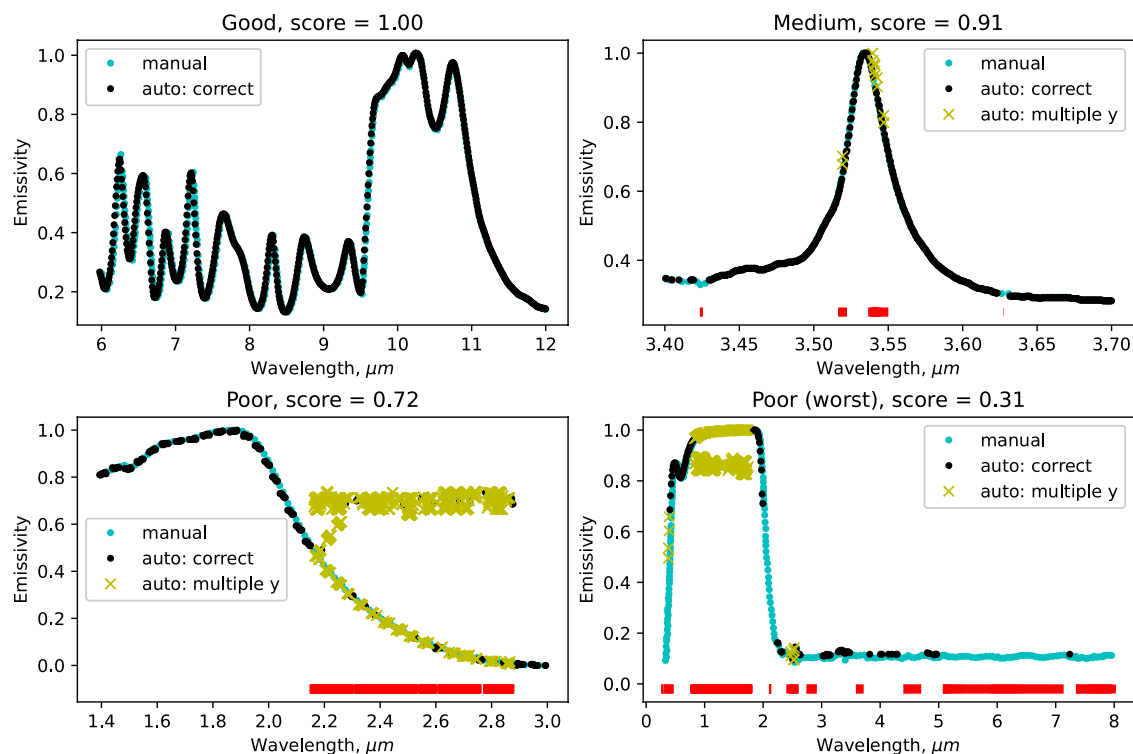 Good, score = 1.00
Emissivity
1.0
0.8
0.6
0.4
0.2
manual
auto: correct
6 7 8 9 10 11 12
Wavelength, μm
Medium, score = 0.91
Emissivity
1.0
0.8
0.6
0.4
manual
auto: correct
auto: multiple y
3.40 3.45 3.50 3.55 3.60 3.65 3.70
Wavelength, μm
Poor, score = 0.72
Emissivity
1.0
0.8
0.6
0.4
0.2
0.0
manual
auto: correct
auto: multiple y
1.4 1.6 1.8 2.0 2.2 2.4 2.6 2.8 3.0
Wavelength, μm
Poor (worst), score = 0.31
Emissivity
1.0
0.8
0.6
0.4
0.2
0.0
manual
auto: correct
auto: multiple y
0 1 2 3 4 5 6 7 8
Wavelength, μm